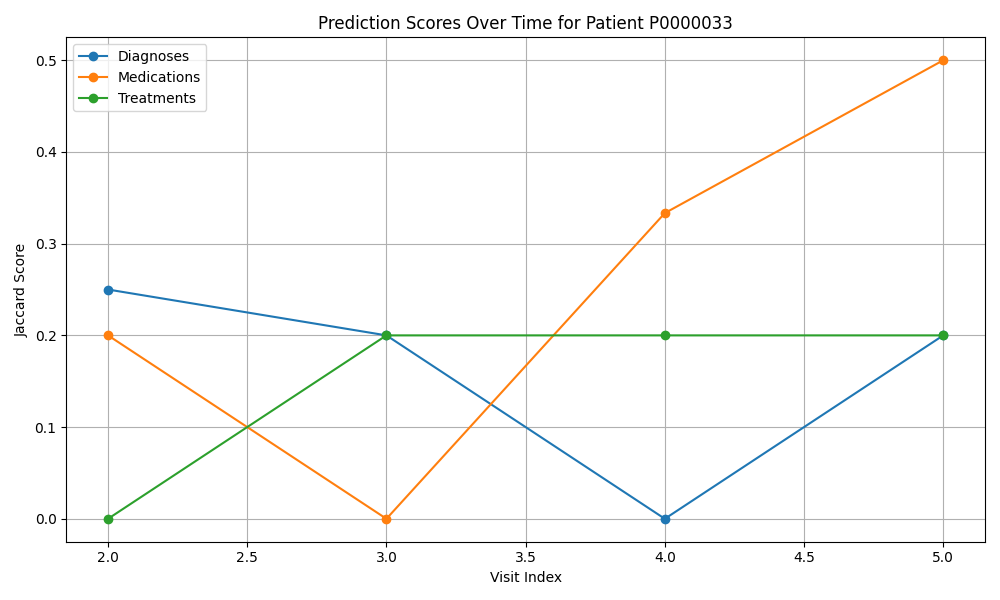 Prediction Scores Over Time for Patient P0000033
Diagnoses
Medications
Treatments
Jaccard Score
0.5
0.4
0.3
0.2
0.1
0.0
2.0 2.5 3.0 3.5 4.0 4.5 5.0
Visit Index